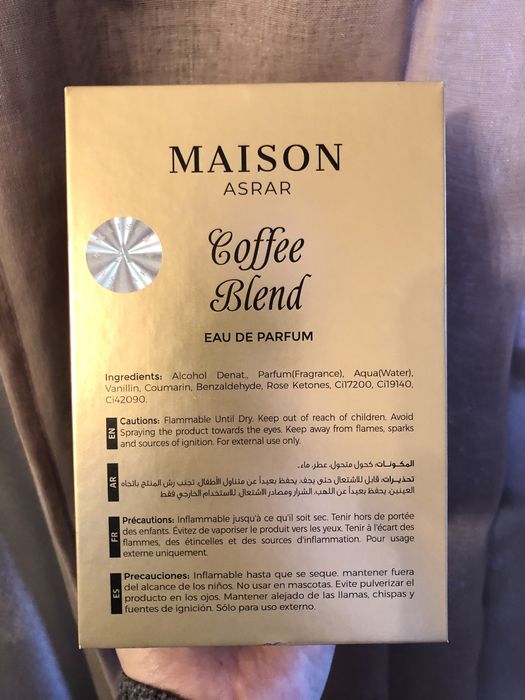 MAISON
ASRAR
Coffee
Blend
EAU DE PARFUM
Ingredients: Alcohol Denat., Parfum(Fragrance), Aqua(Water),
Vanillin, Coumarin, Benzaldehyde, Rose Ketones, Ci17200, Ci19140,
Ci42090.
EN
Cautions: Flammable Until Dry. Keep out of reach of children. Avoid
Spraying the product towards the eyes. Keep away from flames, sparks
and sources of ignition. For external use only.
AR
المكونات: كحول متحول، عطر، ماء.
تحذيرات: قابل للاشتعال حتى يجف. يحفظ بعيداً عن متناول الأطفال. تجنب رش المنتج باتجاه
العينين. يحفظ بعيداً عن اللهب، الشرار ومصادر الاشتعال. للاستخدام الخارجي فقط
FR
Précautions: Inflammable jusqu'à ce qu'il soit sec. Tenir hors de portée
des enfants. Évitez de vaporiser le produit vers les yeux. Tenir à l'écart des
flammes, des étincelles et des sources d'inflammation. Pour usage
externe uniquement.
ES
Precauciones: Inflamable hasta que se seque, mantener fuera
del alcance de los niños. No usar en mascotas. Evite pulverizar el
producto en los ojos. Mantener alejado de las llamas, chispas y
fuentes de ignición. Sólo para uso externo.